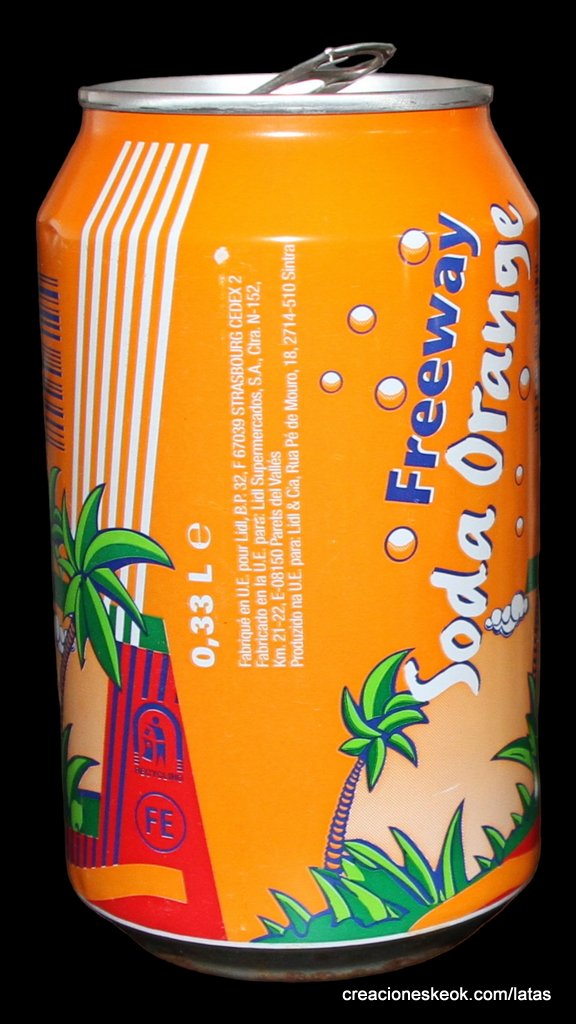 Freeway
Soda Orange
0,33 L e
Fabriqué en U.E. pour Lidl, B.P. 32, F 67039 STRASBOURG CEDEX 2
Fabricado en la U.E. para: Lidl Supermercados, S.A., Ctra. N-152,
Km. 21-22, E-08150 Parets del Vallés
Produzido na U.E. para: Lidl & Cia, Rua Pé de Mouro, 18, 2714-510 Sintra
RECYCLING
FE
creacioneskeok.com/latas